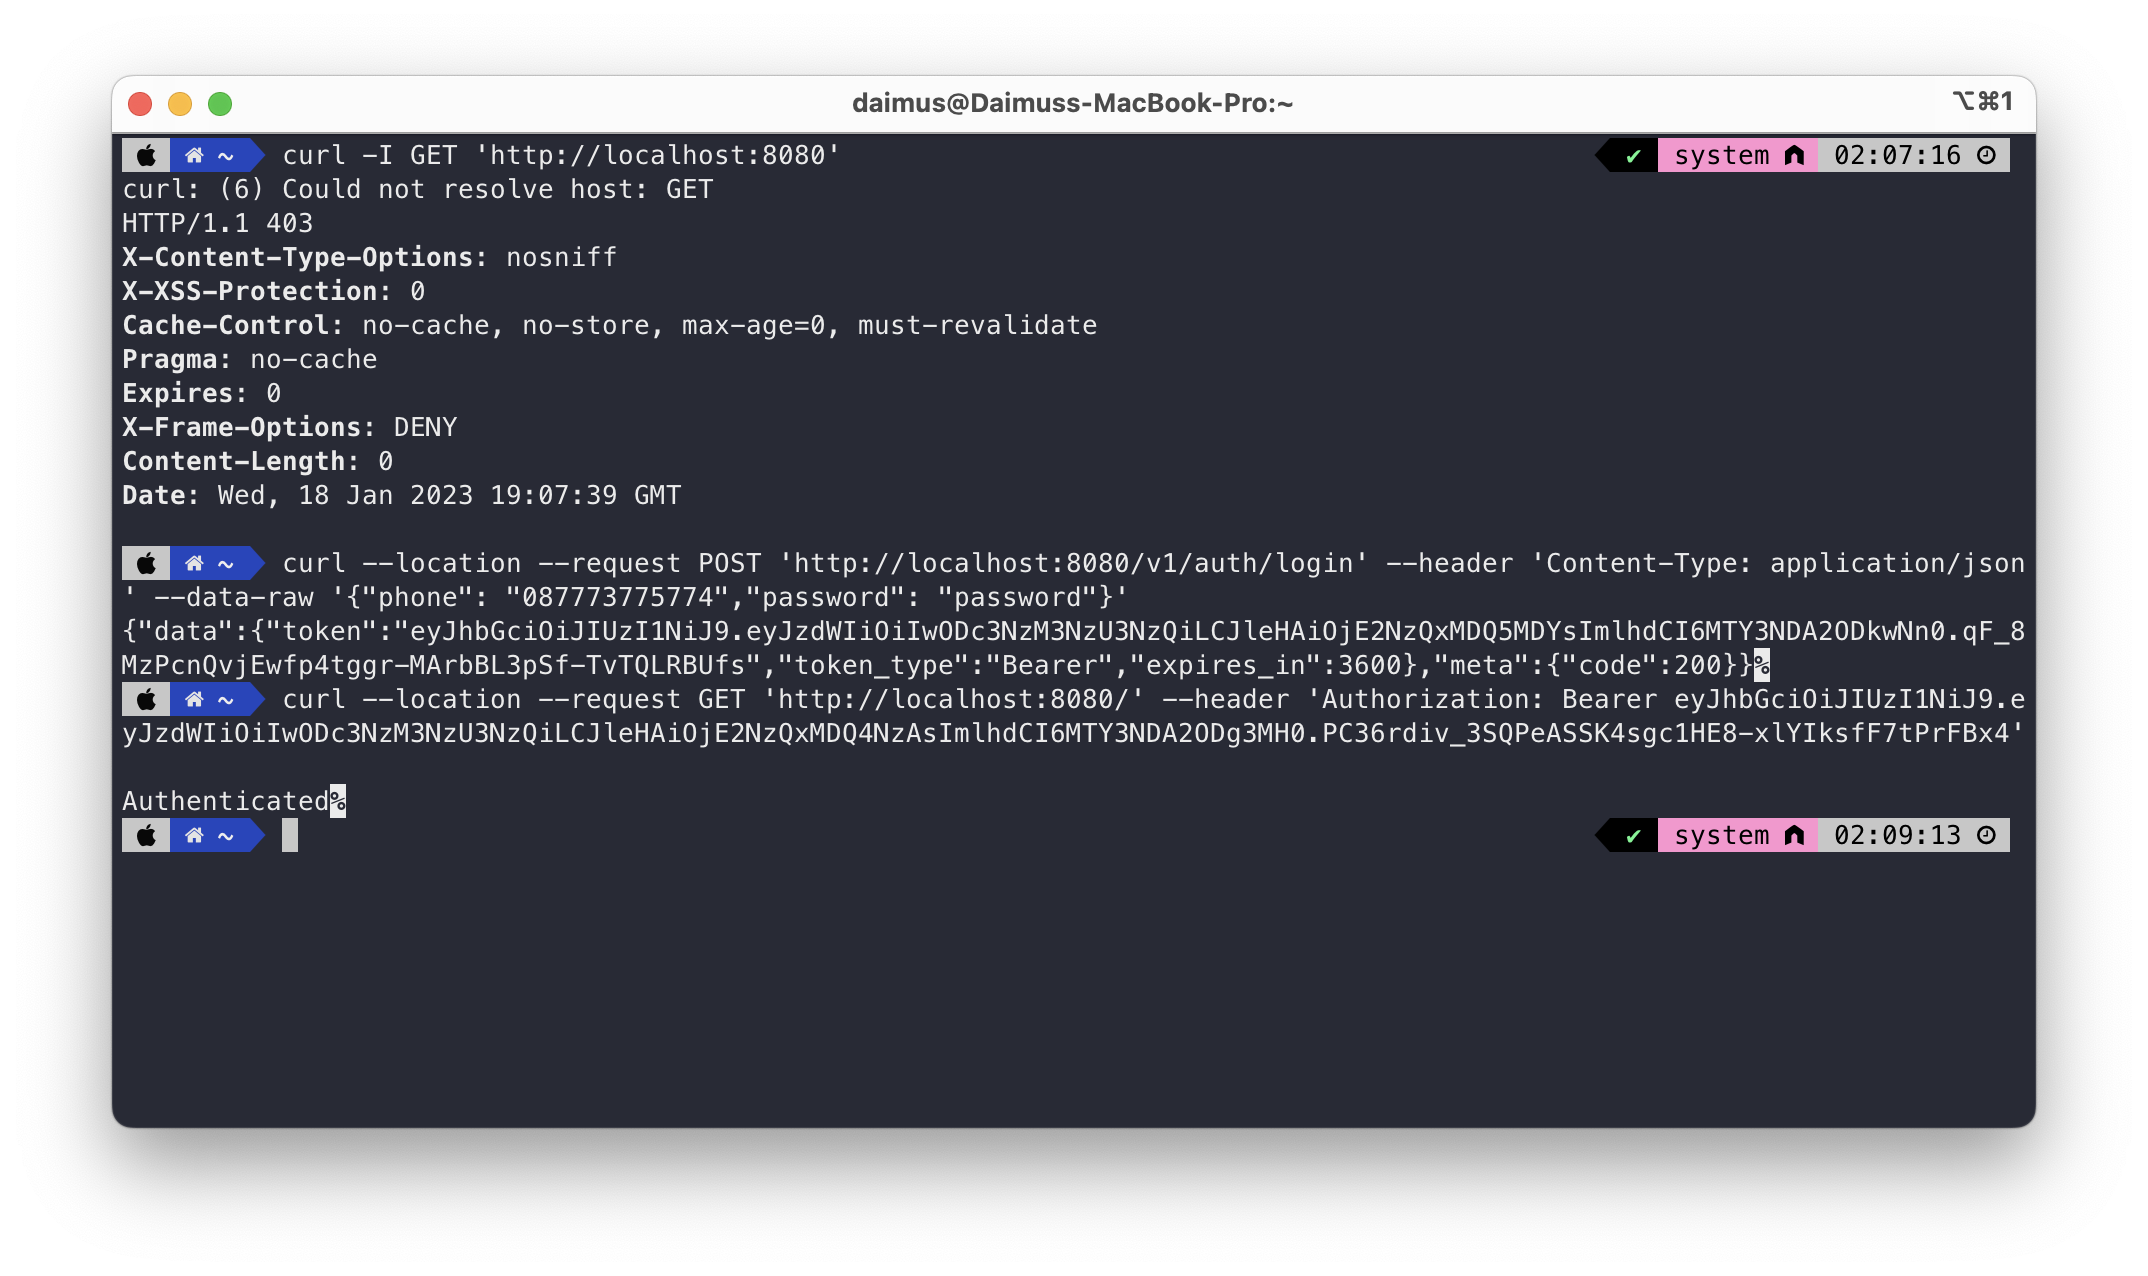 daimus@Daimuss-MacBook-Pro:~ ⌥⌘1
~ curl -I GET 'http://localhost:8080' ✔ system 02:07:16
curl: (6) Could not resolve host: GET
HTTP/1.1 403
X-Content-Type-Options: nosniff
X-XSS-Protection: 0
Cache-Control: no-cache, no-store, max-age=0, must-revalidate
Pragma: no-cache
Expires: 0
X-Frame-Options: DENY
Content-Length: 0
Date: Wed, 18 Jan 2023 19:07:39 GMT
~ curl --location --request POST 'http://localhost:8080/v1/auth/login' --header 'Content-Type: application/json
' --data-raw '{"phone": "087773775774","password": "password"}'
{"data":{"token":"eyJhbGciOiJIUzI1NiJ9.eyJzdWIiOiIwODc3NzM3NzU3NzQiLCJleHAiOjE2NzQxMDQ5MDYsImlhdCI6MTY3NDA2ODkwNn0.qF_8
MzPcnQvjEwfp4tggr-MArbBL3pSf-TvTQLRBUfs","token_type":"Bearer","expires_in":3600},"meta":{"code":200}}%
~ curl --location --request GET 'http://localhost:8080/' --header 'Authorization: Bearer eyJhbGciOiJIUzI1NiJ9.e
yJzdWIiOiIwODc3NzM3NzU3NzQiLCJleHAiOjE2NzQxMDQ4NzAsImlhdCI6MTY3NDA2ODg3MH0.PC36rdiv_3SQPeASSK4sgc1HE8-xlYIksfF7tPrFBx4'
Authenticated%
~ ✔ system 02:09:13